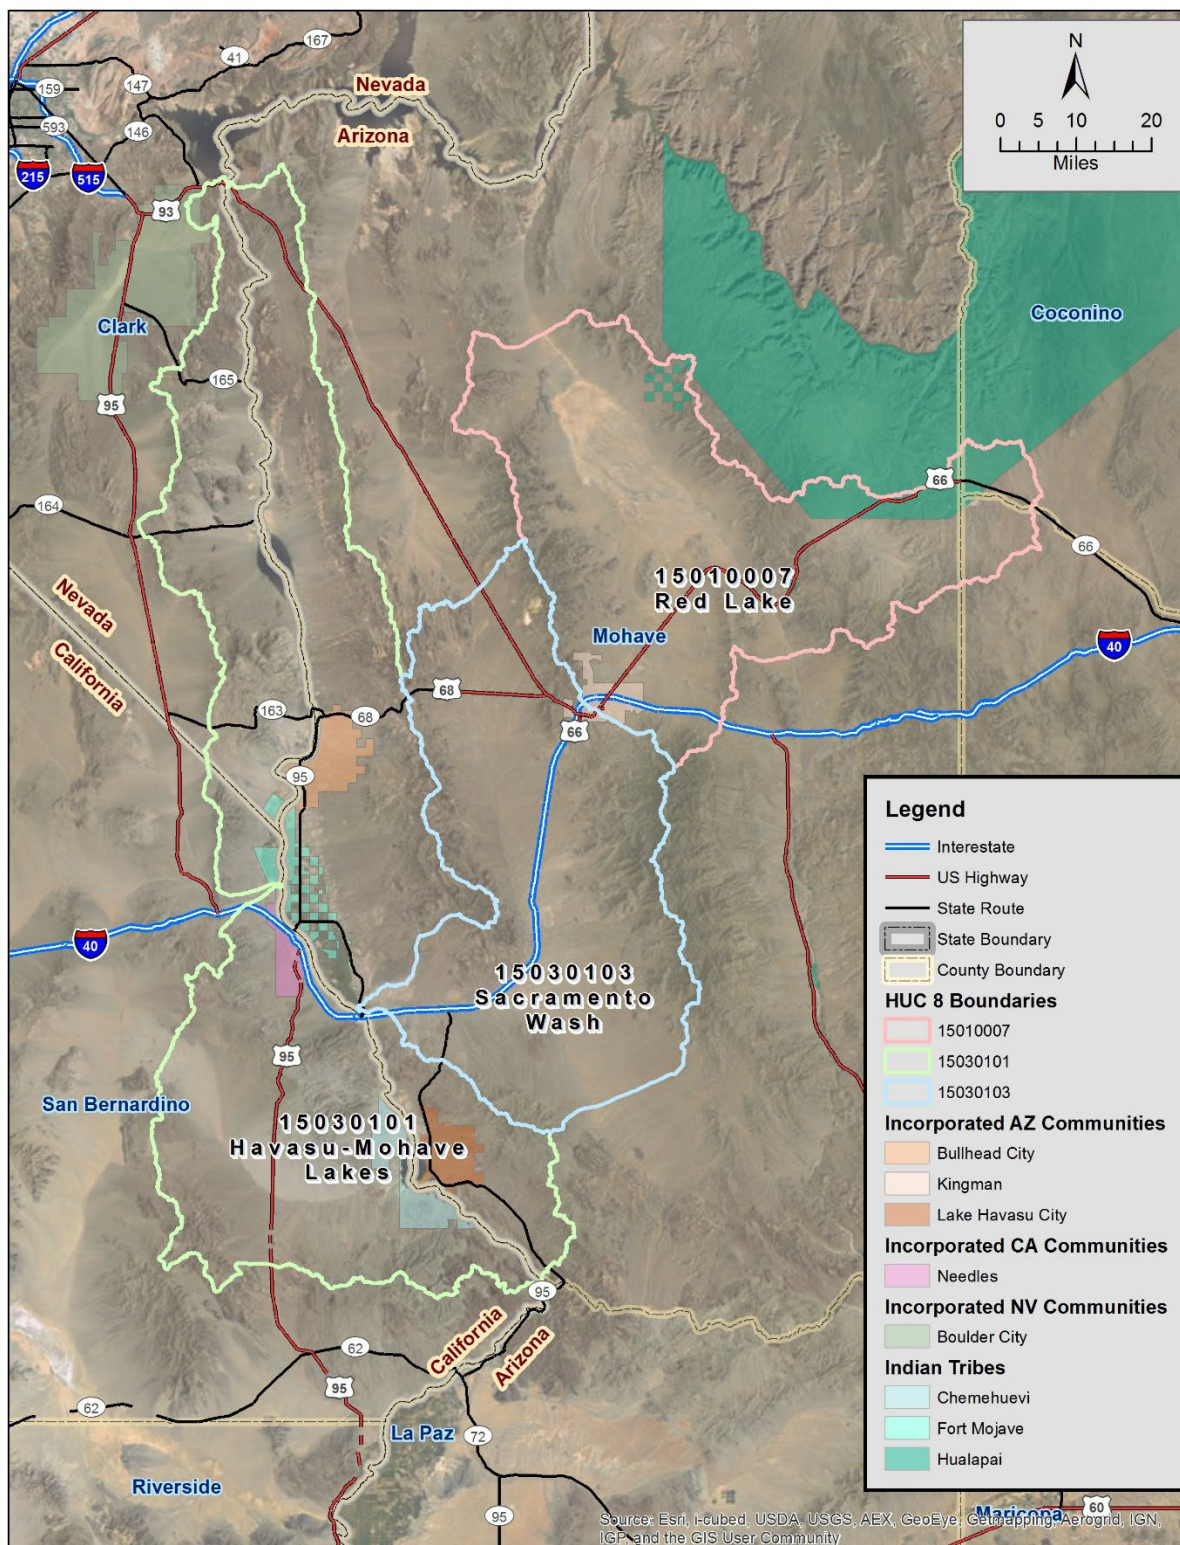 167
41
147
159
593
146
215
515
93
Nevada
Arizona
N
0 5 10 20
Miles
Clark
Coconino
165
95
66
164
66
15010007
Red Lake
Nevada
California
Mohave
40
68
163
68
66
95
Legend
Interestate
US Highway
State Route
State Boundary
County Boundary
HUC 8 Boundaries
15010007
15030101
15030103
Incorporated AZ Communities
Bullhead City
Kingman
Lake Havasu City
Incorporated CA Communities
Needles
Incorporated NV Communities
Boulder City
Indian Tribes
Chemehuevi
Fort Mojave
Hualapai
40
15030103
Sacramento
Wash
95
San Bernardino
15030101
Havasu-Mohave
Lakes
95
California
Arizona
62
95
62
La Paz
72
Riverside
95
Maricopa
60
Source: Esri, i-cubed, USDA, USGS, AEX, GeoEye, Getmapping, Aerogrid, IGN,
IGP, and the GIS User Community